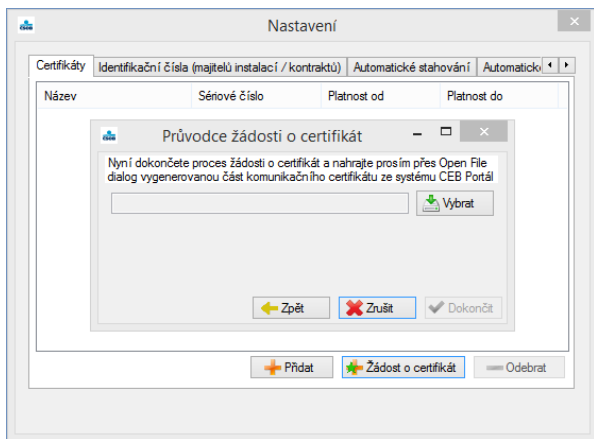 Nastavení
Certifikáty Identifikační čísla (majitelů instalací / kontraktů) Automatické stahování Automatick
Název Sériové číslo Platnost od Platnost do
Průvodce žádosti o certifikát
Nyní dokončete proces žádosti o certifikát a nahrajte prosím přes Open File
dialog vygenerovanou část komunikačního certifikátu ze systému CEB Portál
Vybrat
Zpět Zrušit Dokončit
Přidat Žádost o certifikát Odebrat